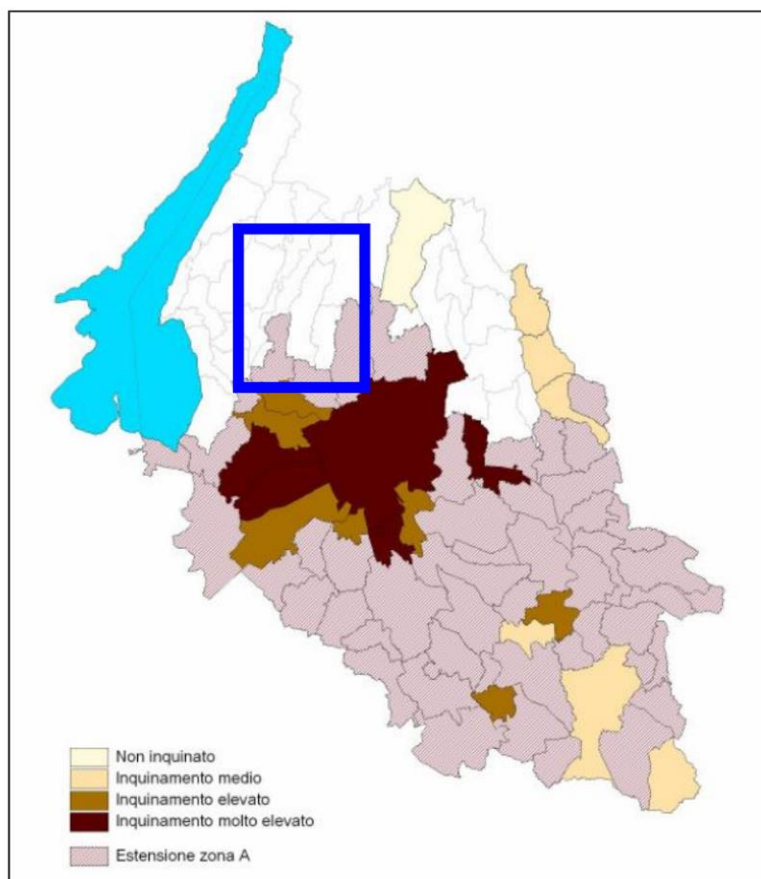 Non inquinato
Inquinamento medio
Inquinamento elevato
Inquinamento molto elevato
Estensione zona A